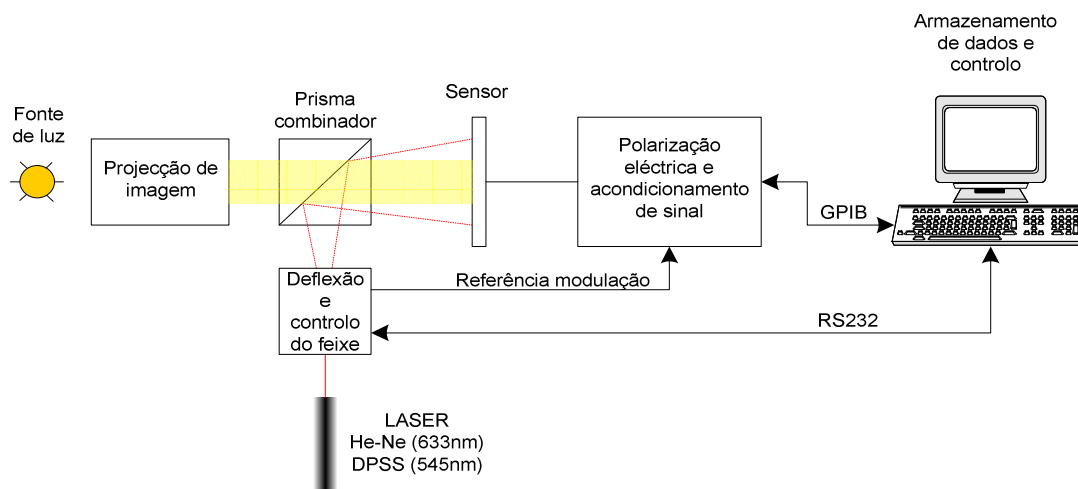 Armazenamento
de dados e
controlo
Fonte
de luz
Prisma
combinador
Sensor
Projecção de
imagem
Polarização
eléctrica e
acondicionamento
de sinal
GPIB
Deflexão
e
controlo
do feixe
Referência modulação
RS232
LASER
He-Ne (633nm)
DPSS (545nm)